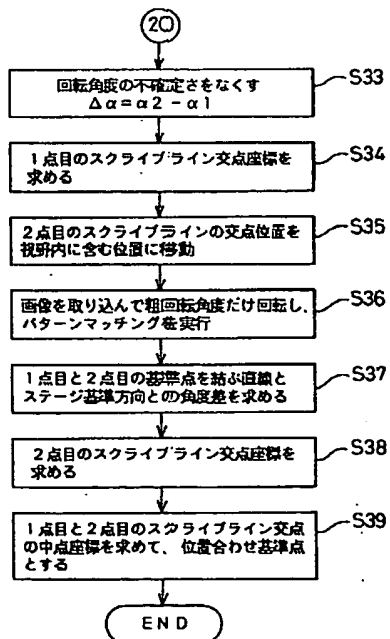 20
回転角度の不確定さをなくす
Δα=α2-α1
S33
1点目のスクライブライン交点座標を
求める
S34
2点目のスクライブラインの交点位置を
視野内に含む位置に移動
S35
画像を取り込んで粗回転角度だけ回転し、
パターンマッチングを実行
S36
1点目と2点目の基準点を結ぶ直線と
ステージ基準方向との角度差を求める
S37
2点目のスクライブライン交点座標を
求める
S38
1点目と2点目のスクライブライン交点
の中点座標を求めて、位置合わせ基準点
とする
S39
END